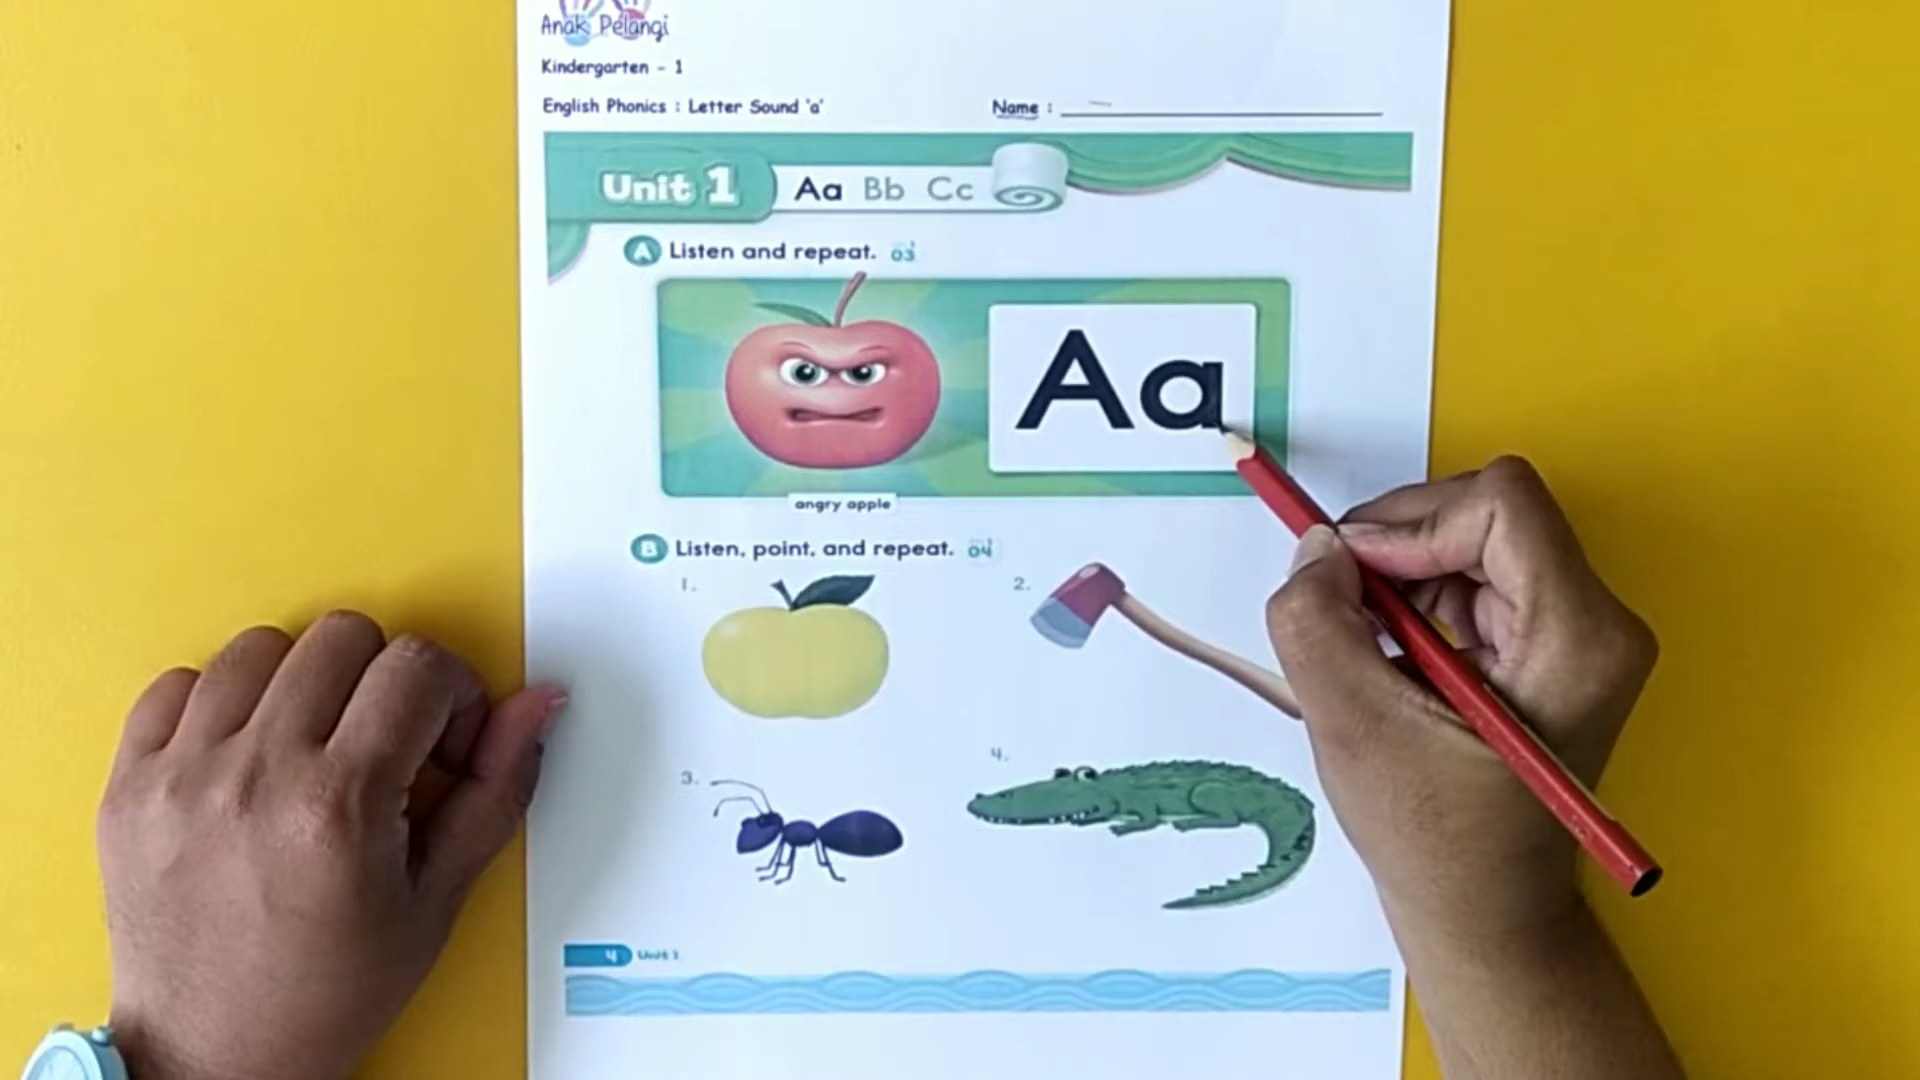 Anak Pelangi
Kindergarten - 1
English Phonics : Letter Sound 'a'
Name :
Unit 1
Aa Bb Cc
A Listen and repeat. 03
Aa
angry apple
B Listen, point, and repeat. 04
1.
2.
3.
4.
4 Unit 1